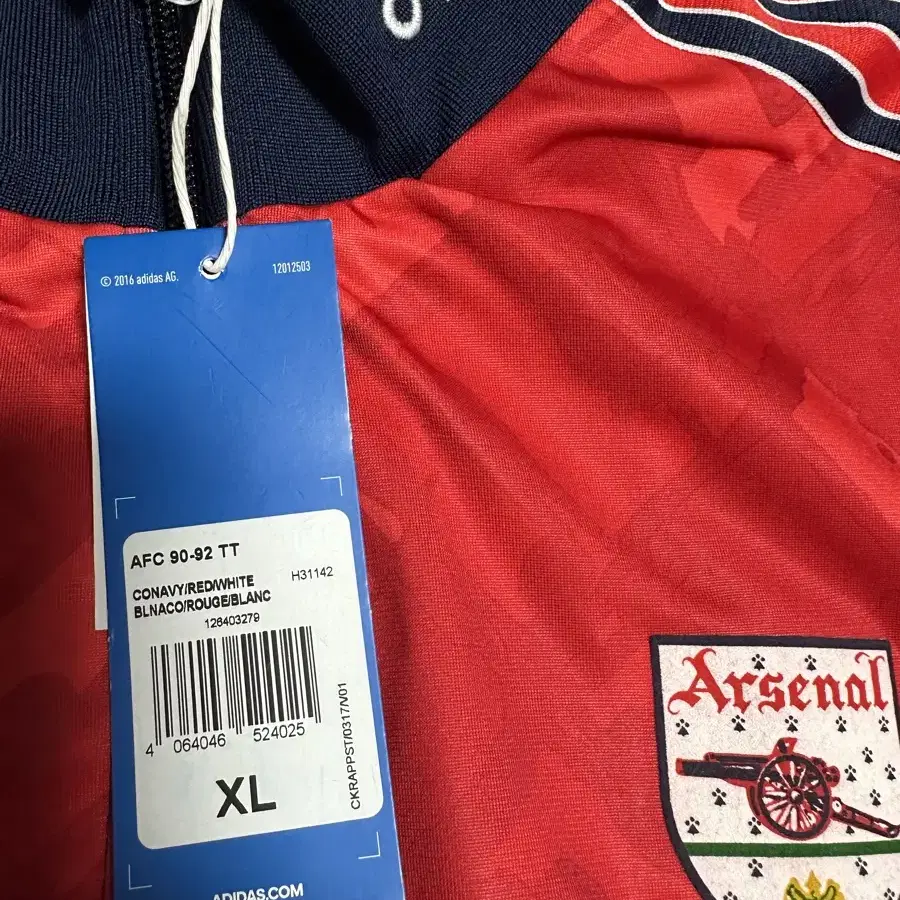 © 2016 adidas AG.
12012503
AFC 90-92 TT
CONAVY/RED/WHITE
H31142
BLNACO/ROUGE/BLANC
126403279
4 064046 524025
XL
CKRAPPST/0317/V01
ADIDAS.COM
Arsenal